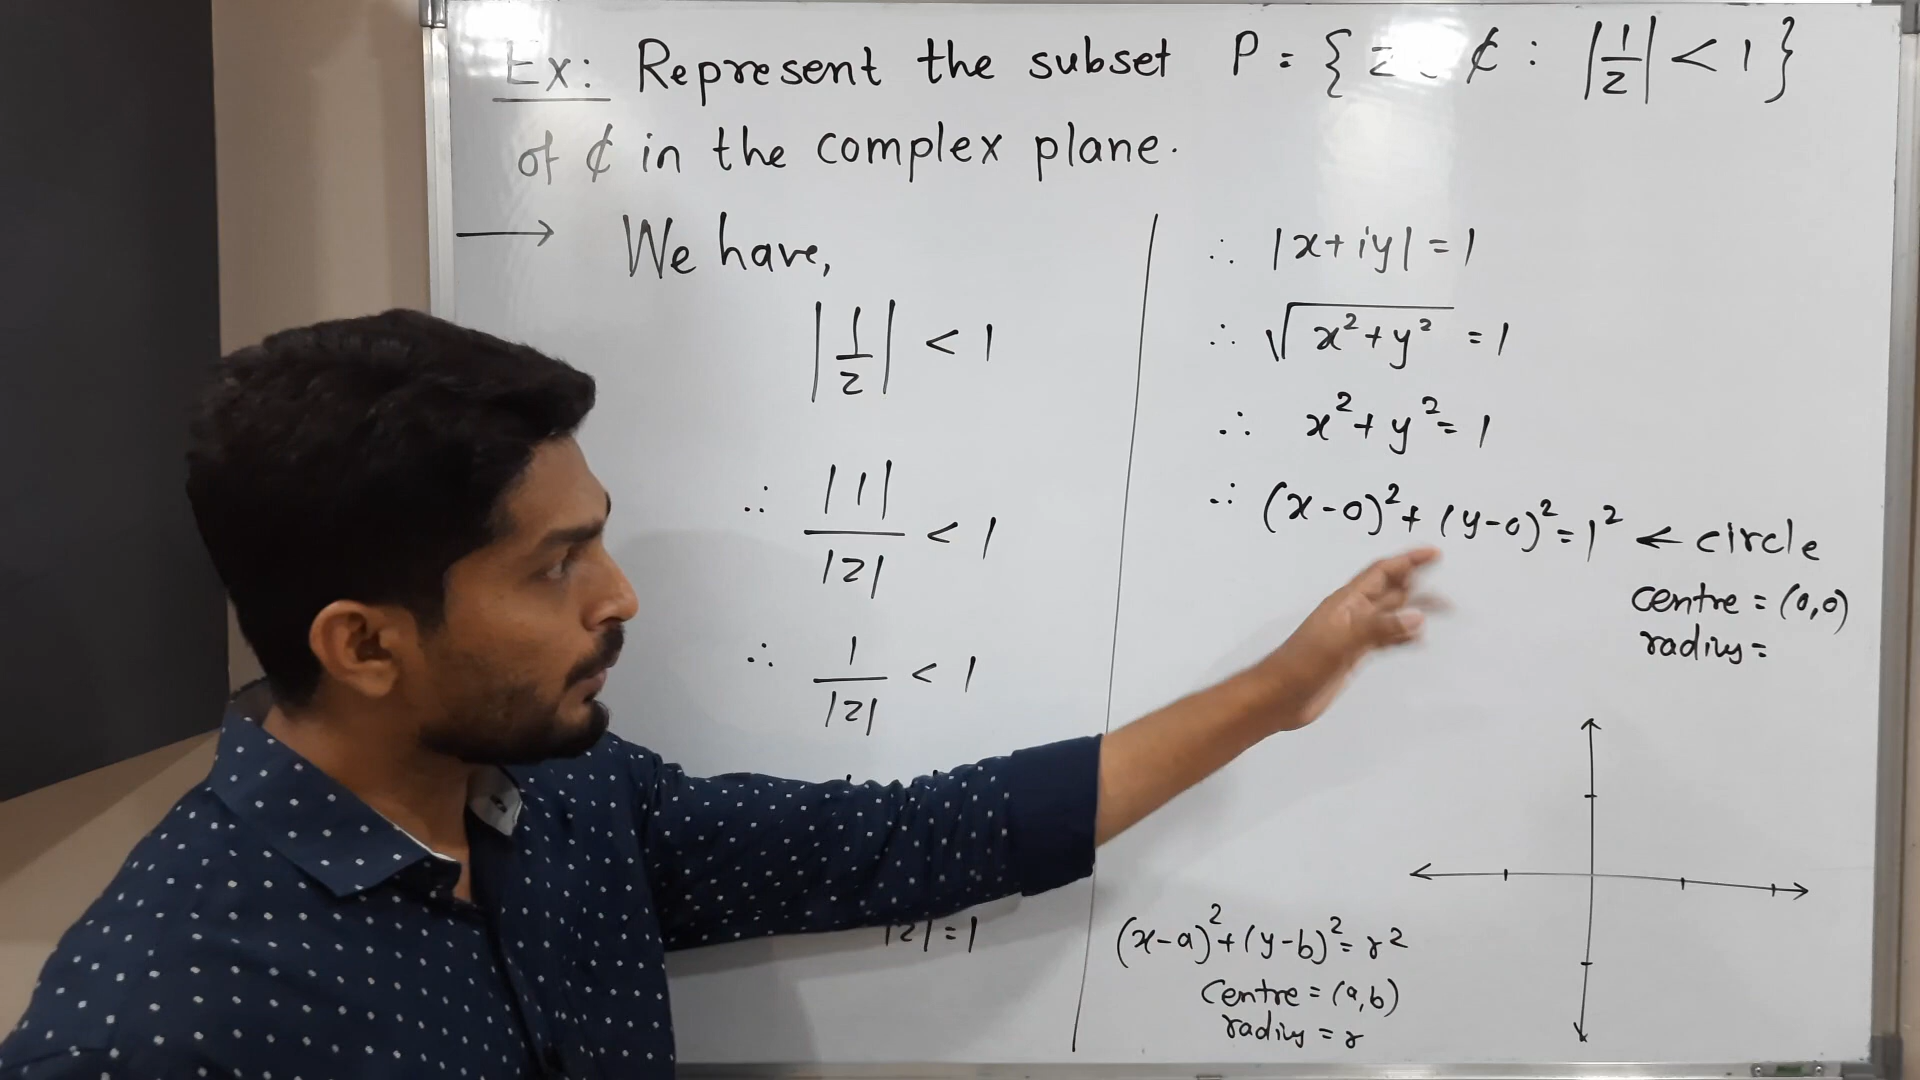 Ex: Represent the subset P = { z ∈ ₵ : |1/z| < 1 }
of ₵ in the complex plane.
→ We have,
|1/z| < 1
∴ |1|/|z| < 1
∴ 1/|z| < 1
|z| = 1
∴ |x + iy| = 1
∴ √(x² + y²) = 1
∴ x² + y² = 1
∴ (x - 0)² + (y - 0)² = 1² ← circle
centre = (0,0)
radius =
(x - a)² + (y - b)² = r²
Centre = (a,b)
radius = r